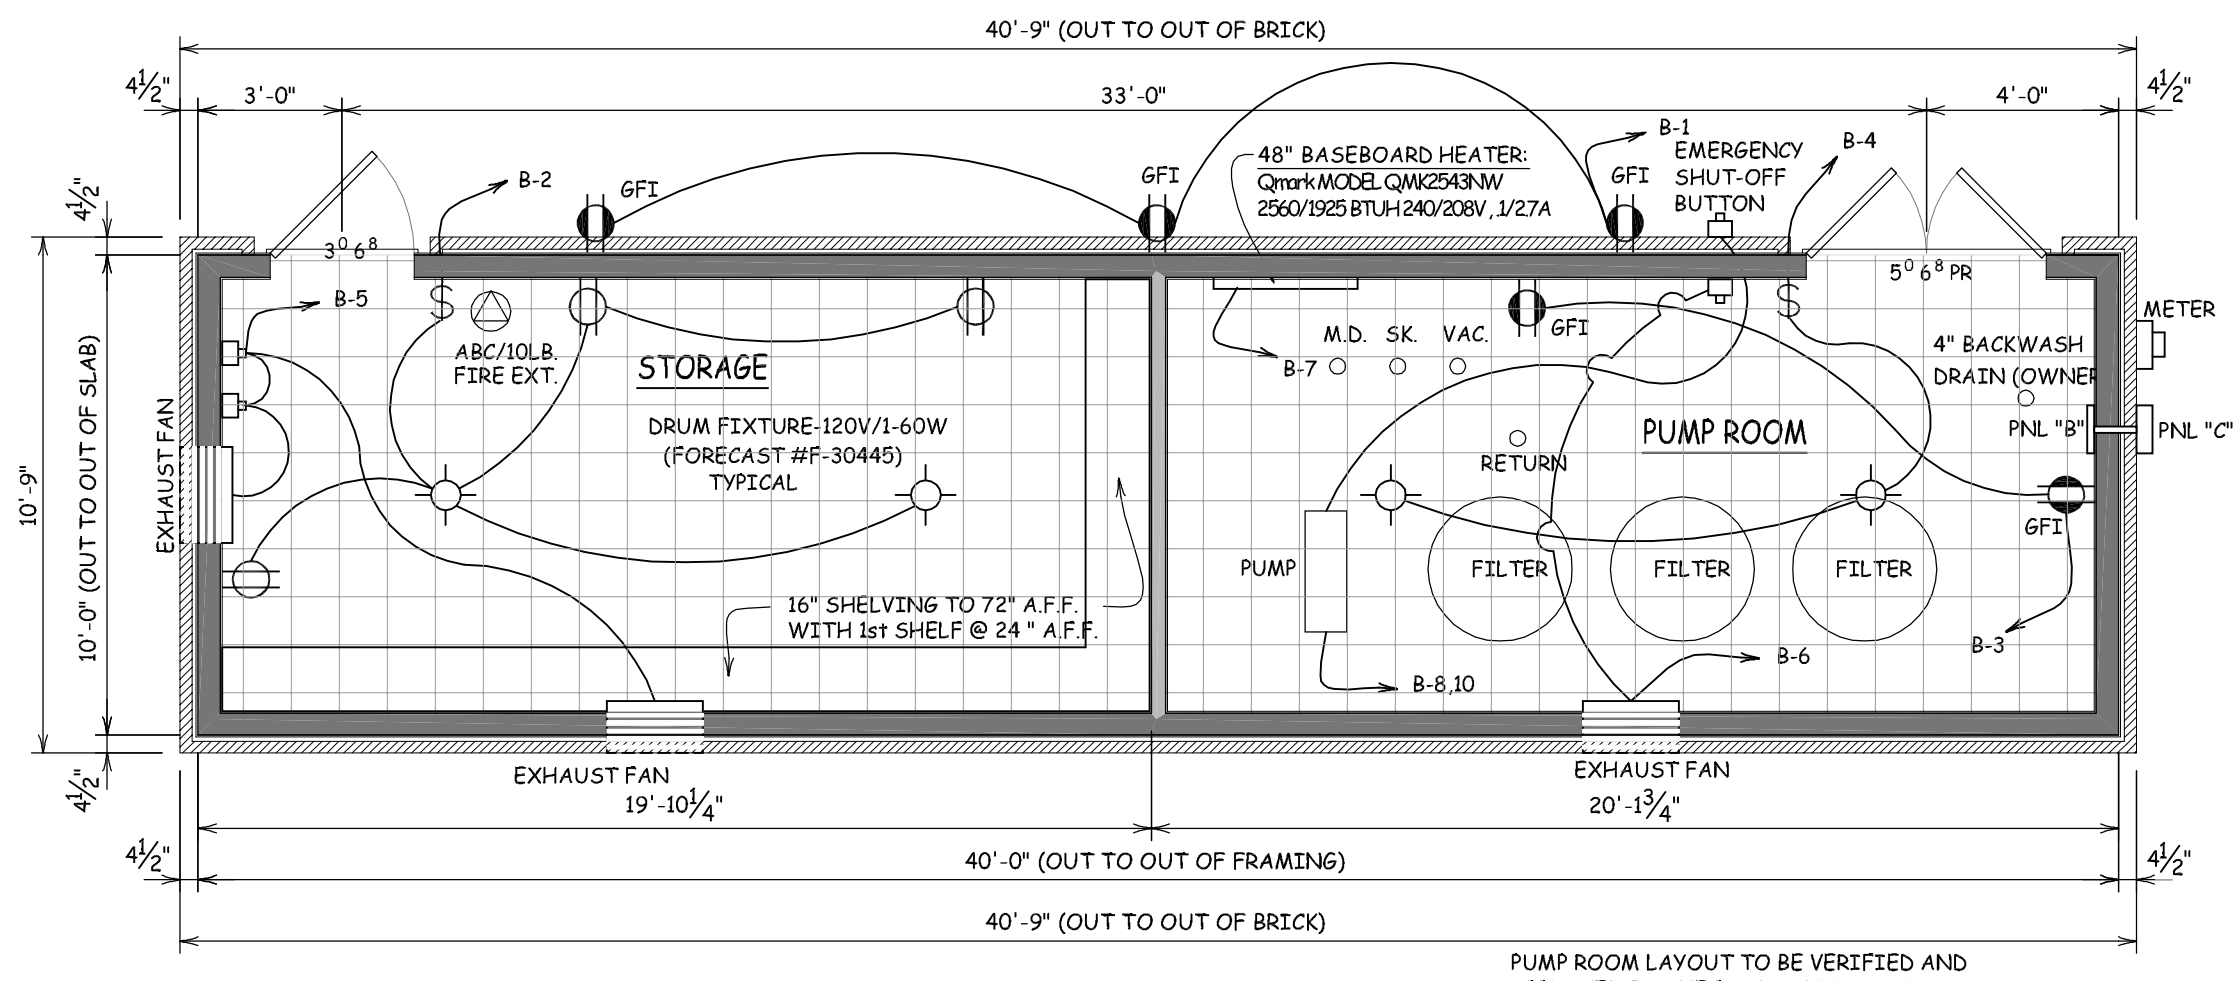 40'-9" (OUT TO OUT OF BRICK)
4½"
3'-0"
33'-0"
4'-0"
4½"
B-1
EMERGENCY
SHUT-OFF
BUTTON
B-4
48" BASEBOARD HEATER:
Qmark MODEL QMK2543NW
2560/1925 BTUH 240/208V, .1/2.7A
B-2
GFI
GFI
GFI
4½"
3⁰ 6⁸
5⁰ 6⁸ PR
B-5
S
S
METER
ABC/10LB.
FIRE EXT.
STORAGE
M.D.
SK.
VAC.
GFI
B-7
4" BACKWASH
DRAIN (OWNER
DRUM FIXTURE-120V/1-60W
(FORECAST #F-30445)
TYPICAL
PUMP ROOM
PNL "B"
PNL "C"
RETURN
EXHAUST FAN
10'-9"
10'-0" (OUT TO OUT OF SLAB)
GFI
PUMP
FILTER
FILTER
FILTER
16" SHELVING TO 72" A.F.F.
WITH 1st SHELF @ 24 " A.F.F.
B-3
B-6
B-8,10
4½"
EXHAUST FAN
EXHAUST FAN
19'-10¼"
20'-1¾"
4½"
40'-0" (OUT TO OUT OF FRAMING)
4½"
40'-9" (OUT TO OUT OF BRICK)
PUMP ROOM LAYOUT TO BE VERIFIED AND